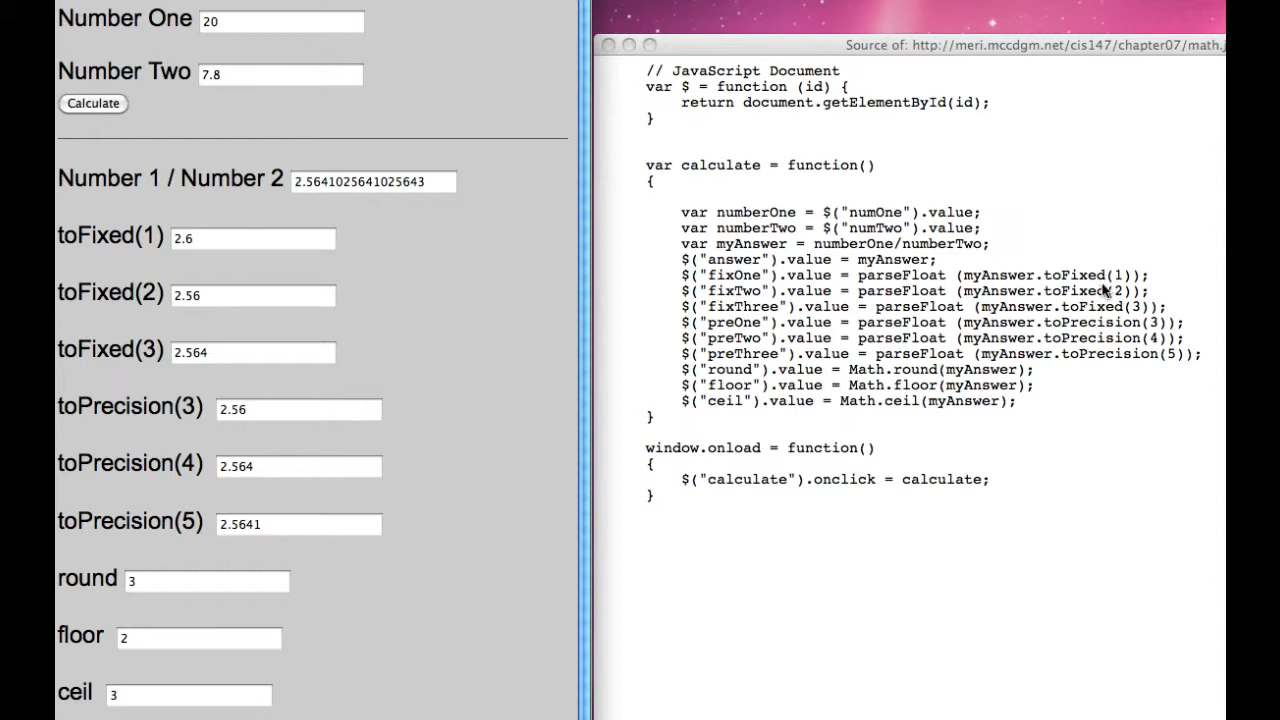 Number One 20
Number Two 7.8
Calculate
Number 1 / Number 2 2.5641025641025643
toFixed(1) 2.6
toFixed(2) 2.56
toFixed(3) 2.564
toPrecision(3) 2.56
toPrecision(4) 2.564
toPrecision(5) 2.5641
round 3
floor 2
ceil 3
Source of: http://meri.mccdgm.net/cis147/chapter07/math.j
// JavaScript Document
var $ = function (id) {
    return document.getElementById(id);
}
var calculate = function()
{
    var numberOne = $("numOne").value;
    var numberTwo = $("numTwo").value;
    var myAnswer = numberOne/numberTwo;
    $("answer").value = myAnswer;
    $("fixOne").value = parseFloat (myAnswer.toFixed(1));
    $("fixTwo").value = parseFloat (myAnswer.toFixed(2));
    $("fixThree").value = parseFloat (myAnswer.toFixed(3));
    $("preOne").value = parseFloat (myAnswer.toPrecision(3));
    $("preTwo").value = parseFloat (myAnswer.toPrecision(4));
    $("preThree").value = parseFloat (myAnswer.toPrecision(5));
    $("round").value = Math.round(myAnswer);
    $("floor").value = Math.floor(myAnswer);
    $("ceil").value = Math.ceil(myAnswer);
}
window.onload = function()
{
    $("calculate").onclick = calculate;
}